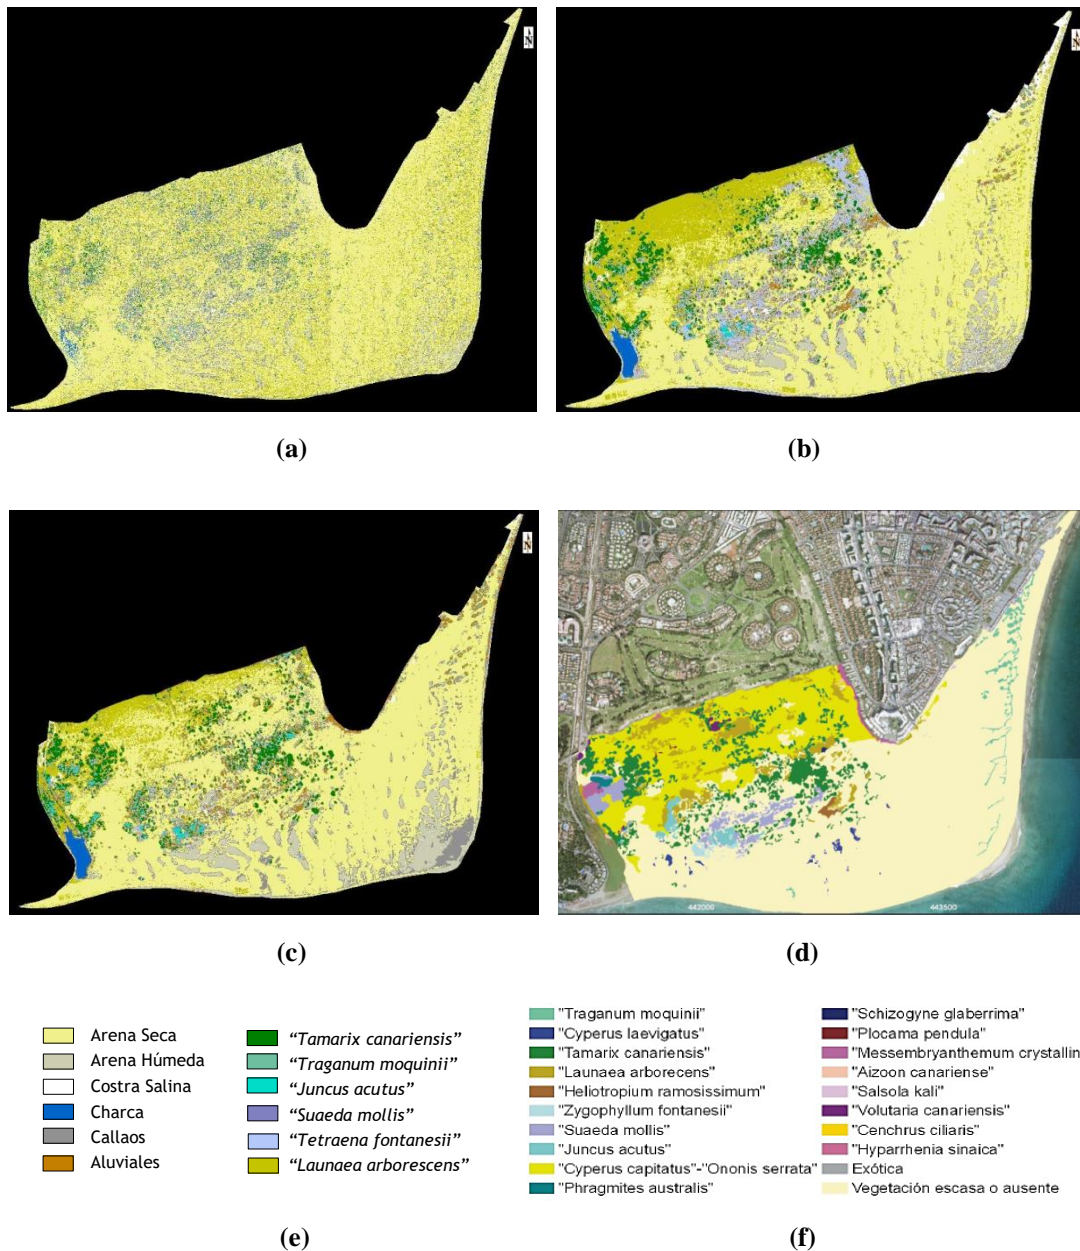 N
N
(a)
(b)
N
442000
443500
(c)
(d)
Arena Seca
Arena Húmeda
Costra Salina
Charca
Callaos
Aluviales
“Tamarix canariensis”
“Traganum moquinii”
“Juncus acutus”
“Suaeda mollis”
“Tetraena fontanesii”
“Launaea arborescens”
"Traganum moquinii"
"Cyperus laevigatus"
"Tamarix canariensis"
"Launaea arborecens"
"Heliotropium ramosissimum"
"Zygophyllum fontanesii"
"Suaeda mollis"
"Juncus acutus"
"Cyperus capitatus"-"Ononis serrata"
"Phragmites australis"
"Schizogyne glaberrima"
"Plocama pendula"
"Messembryanthemum crystallin
"Aizoon canariense"
"Salsola kali"
"Volutaria canariensis"
"Cenchrus ciliaris"
"Hyparrhenia sinaica"
Exótica
Vegetación escasa o ausente
(e)
(f)